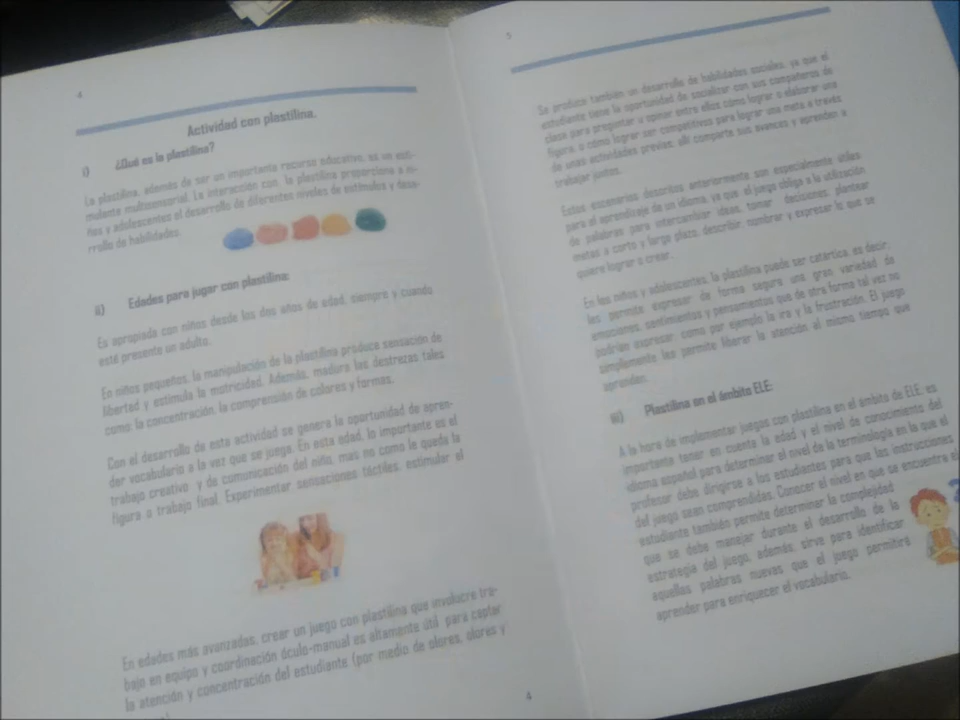 4
Actividad con plastilina.
i) ¿Qué es la plastilina?
La plastilina, además de ser un importante recurso educativo, es un esti-
mulante multisensorial. La interacción con la plastilina proporciona a ni-
ños y adolescentes el desarrollo de diferentes niveles de estímulos y desa-
rrollo de habilidades.
ii) Edades para jugar con plastilina:
Es apropiada con niños desde los dos años de edad, siempre y cuando
esté presente un adulto.
En niños pequeños, la manipulación de la plastilina produce sensación de
libertad y estimula la motricidad. Además, madura las destrezas tales
como: la concentración, la comprensión de colores y formas.
Con el desarrollo de esta actividad se genera la oportunidad de apren-
der vocabulario a la vez que se juega. En esta edad, lo importante es el
trabajo creativo y de comunicación del niño, mas no como le quede la
figura o trabajo final. Experimentar sensaciones táctiles, estimular el
En edades más avanzadas, crear un juego con plastilina que involucre tra-
bajo en equipo y coordinación óculo-manual es altamente útil para captar
la atención y concentración del estudiante (por medio de olores, olores y
4
5
Se produce también un desarrollo de habilidades sociales, ya que el
estudiante tiene la oportunidad de socializar con sus compañeros de
clase para preguntar u opinar entre ellos cómo lograr o elaborar una
figura, o cómo lograr ser competitivos para lograr una meta a través
de unas actividades previas, allí comparte sus avances y aprenden a
trabajar juntos.
Estos escenarios descritos anteriormente son especialmente útiles
para el aprendizaje de un idioma, ya que el juego obliga a la utilización
de palabras para intercambiar ideas, tomar decisiones, plantear
metas a corto y largo plazo, describir, nombrar y expresar lo que se
quiere lograr o crear.
En los niños y adolescentes, la plastilina puede ser catártica, es decir,
les permite expresar de forma segura una gran variedad de
emociones, sentimientos y pensamientos que de otra forma tal vez no
podrían expresar, como por ejemplo la ira y la frustración. El juego
simplemente les permite liberar la atención al mismo tiempo que
aprenden.
iii) Plastilina en el ámbito ELE:
A la hora de implementar juegos con plastilina en el ámbito de ELE, es
importante tener en cuenta la edad y el nivel de conocimiento del
idioma español para determinar el nivel de la terminología en la que el
profesor debe dirigirse a los estudiantes para que las instrucciones
del juego sean comprendidas. Conocer el nivel en que se encuentra el
estudiante también permite determinar la complejidad
que se debe manejar durante el desarrollo de la
estrategia del juego, además, sirve para identificar
aquellas palabras nuevas que el juego permitirá
aprender para enriquecer el vocabulario.